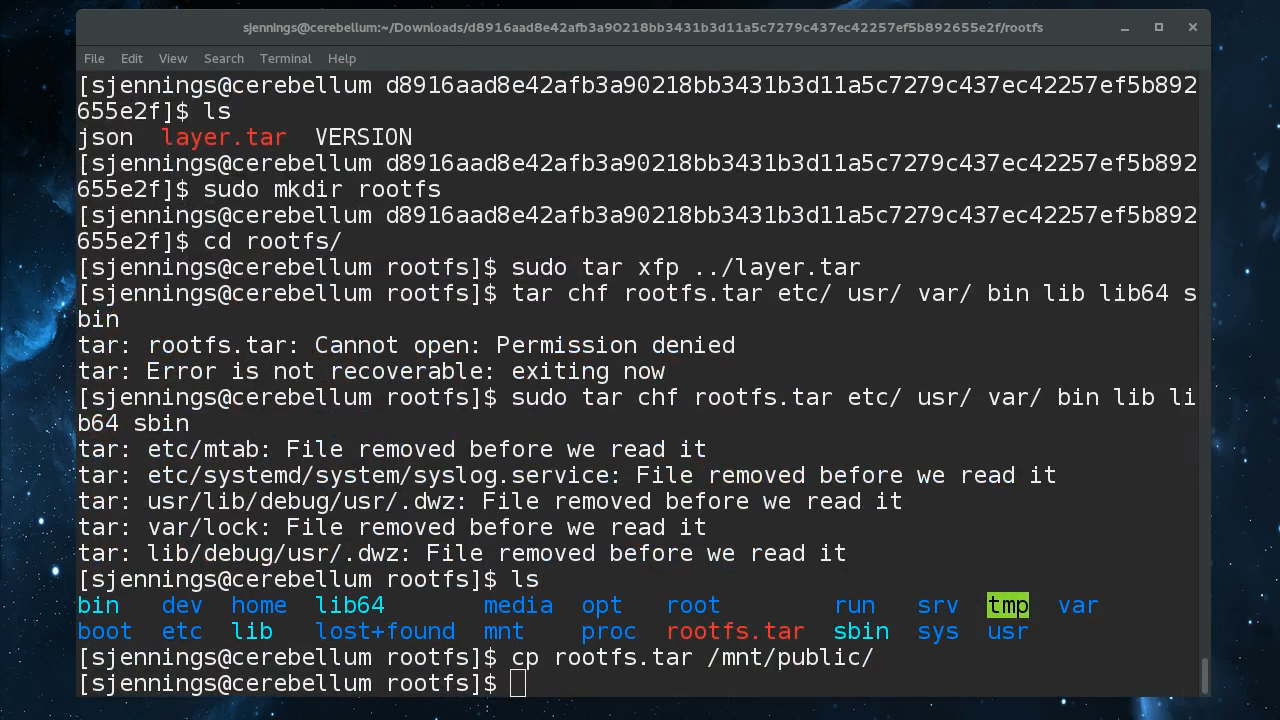 sjennings@cerebellum:~/Downloads/d8916aad8e42afb3a90218bb3431b3d11a5c7279c437ec42257ef5b892655e2f/rootfs
File Edit View Search Terminal Help
[sjennings@cerebellum d8916aad8e42afb3a90218bb3431b3d11a5c7279c437ec42257ef5b892
655e2f]$ ls
json layer.tar VERSION
[sjennings@cerebellum d8916aad8e42afb3a90218bb3431b3d11a5c7279c437ec42257ef5b892
655e2f]$ sudo mkdir rootfs
[sjennings@cerebellum d8916aad8e42afb3a90218bb3431b3d11a5c7279c437ec42257ef5b892
655e2f]$ cd rootfs/
[sjennings@cerebellum rootfs]$ sudo tar xfp ../layer.tar
[sjennings@cerebellum rootfs]$ tar chf rootfs.tar etc/ usr/ var/ bin lib lib64 s
bin
tar: rootfs.tar: Cannot open: Permission denied
tar: Error is not recoverable: exiting now
[sjennings@cerebellum rootfs]$ sudo tar chf rootfs.tar etc/ usr/ var/ bin lib li
b64 sbin
tar: etc/mtab: File removed before we read it
tar: etc/systemd/system/syslog.service: File removed before we read it
tar: usr/lib/debug/usr/.dwz: File removed before we read it
tar: var/lock: File removed before we read it
tar: lib/debug/usr/.dwz: File removed before we read it
[sjennings@cerebellum rootfs]$ ls
bin dev home lib64 media opt root run srv tmp var
boot etc lib lost+found mnt proc rootfs.tar sbin sys usr
[sjennings@cerebellum rootfs]$ cp rootfs.tar /mnt/public/
[sjennings@cerebellum rootfs]$